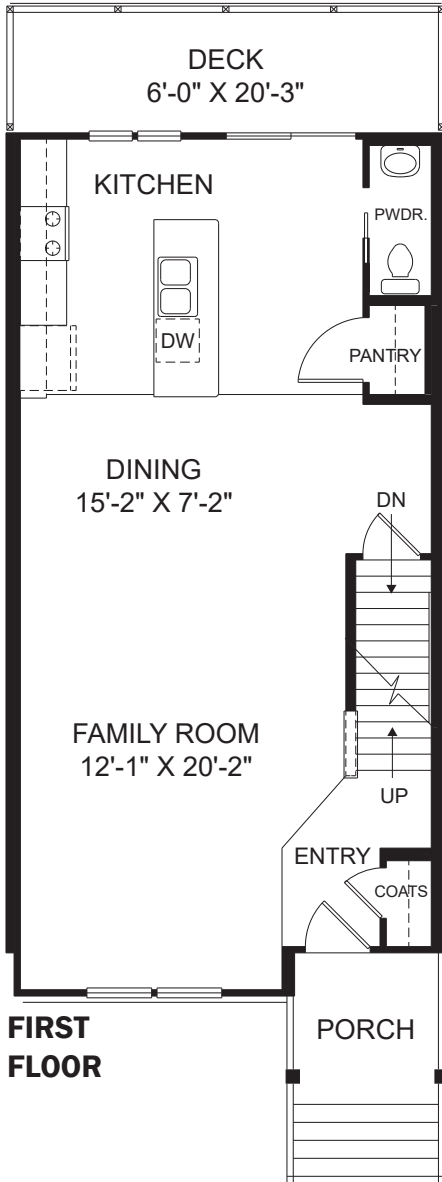 DECK
6'-0" X 20'-3"
KITCHEN
PWDR.
DW
PANTRY
DINING
15'-2" X 7'-2"
DN
FAMILY ROOM
12'-1" X 20'-2"
UP
ENTRY
COATS
FIRST
FLOOR
PORCH